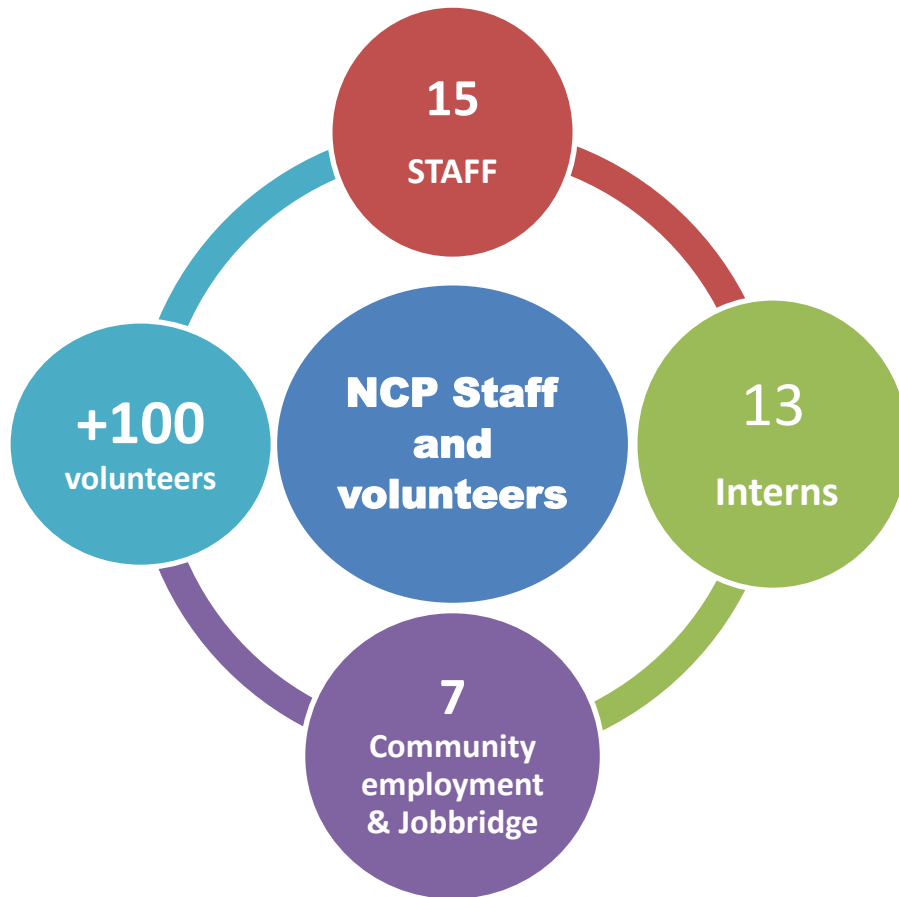 15
STAFF
NCP Staff
and
volunteers
+100
volunteers
13
Interns
7
Community
employment
& Jobbridge